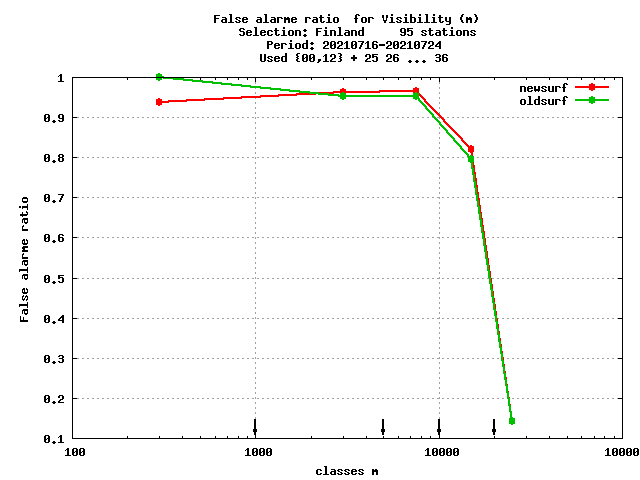 False alarme ratio  for Visibility (m)
Selection: Finland     95 stations
Period: 20210716-20210724
Used {00,12} + 25 26 ... 36
newsurf
oldsurf
1
0.9
0.8
0.7
0.6
0.5
0.4
0.3
0.2
0.1
False alarme ratio
100
1000
10000
10000
classes m